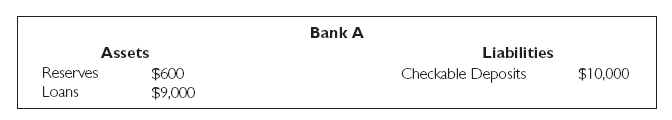 Bank A
Assets Liabilities
Reserves $600 Checkable Deposits $10,000
Loans $9,000